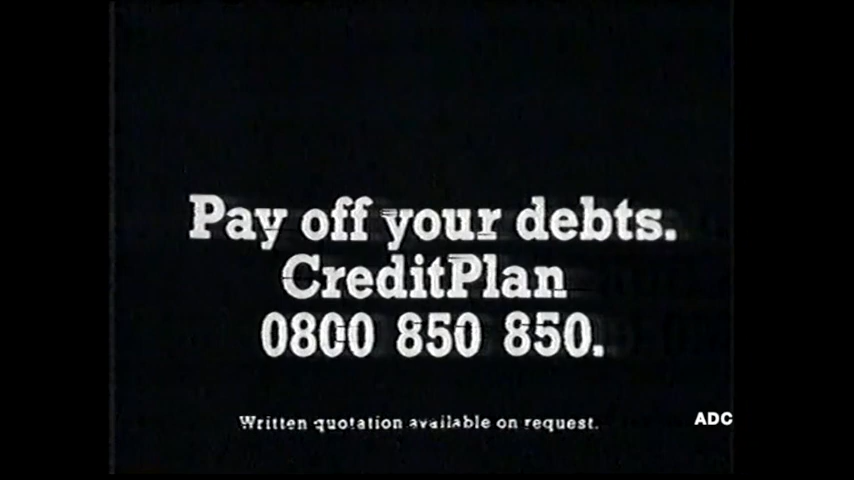 Pay off your debts.
CreditPlan
0800 850 850.
Written quotation available on request.
ADC